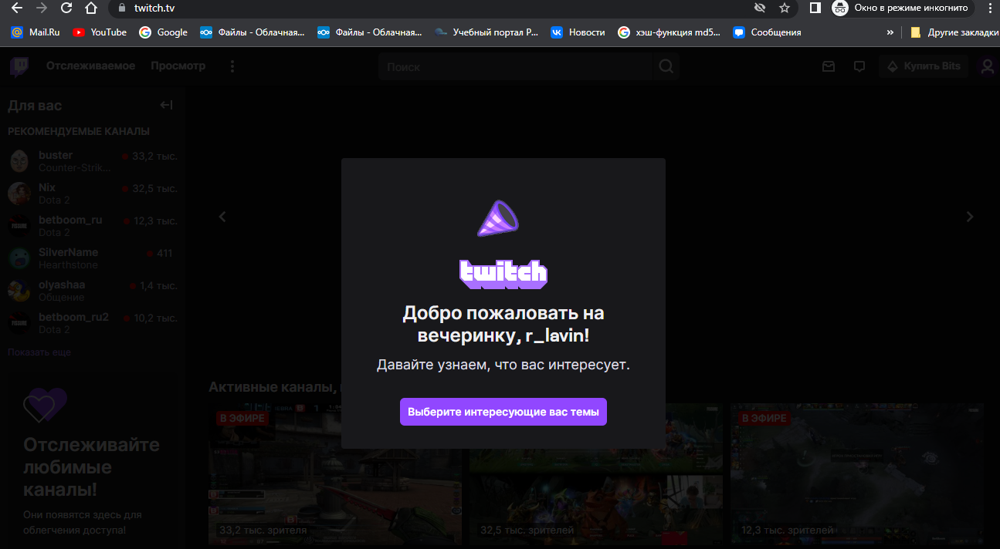 twitch.tv
Окно в режиме инкогнито
Mail.Ru YouTube Google Файлы - Облачная... Файлы - Облачная... Учебный портал Р... Новости хэш-функция md5... Сообщения » Другие закладки
Отслеживаемое Просмотр Поиск Купить Bits
Для вас
РЕКОМЕНДУЕМЫЕ КАНАЛЫ
buster 33,2 тыс.
Counter-Strik...
Nix 32,5 тыс.
Dota 2
betboom_ru 12,3 тыс.
Dota 2
SilverName 411
Hearthstone
olyashaa 1,4 тыс.
Общение
betboom_ru2 10,2 тыс.
Dota 2
Показать еще
Отслеживайте
любимые
каналы!
Они появятся здесь для
облегчения доступа!
twitch
Добро пожаловать на
вечеринку, r_lavin!
Давайте узнаем, что вас интересует.
Выберите интересующие вас темы
Активные каналы,
В ЭФИРЕ
В ЭФИРЕ
33,2 тыс. зрителя
32,5 тыс. зрителей
12,3 тыс. зрителей